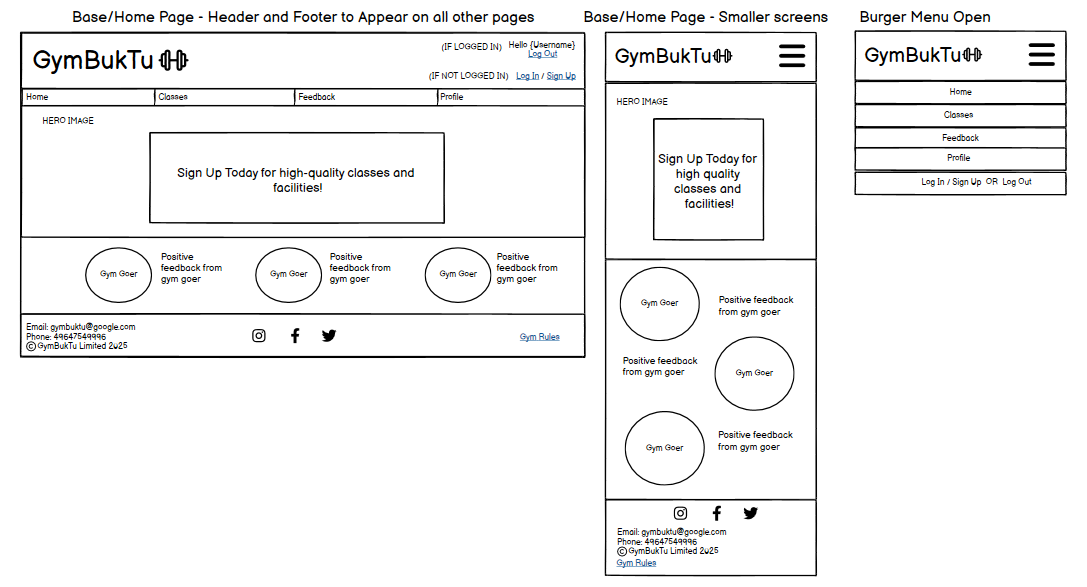 Base/Home Page - Header and Footer to Appear on all other pages
GymBukTu
(IF LOGGED IN) Hello {Username}
Log Out
(IF NOT LOGGED IN) Log In / Sign Up
Home Classes Feedback Profile
HERO IMAGE
Sign Up Today for high-quality classes and
facilities!
Gym Goer
Positive
feedback from
gym goer
Gym Goer
Positive
feedback from
gym goer
Gym Goer
Positive
feedback from
gym goer
Email: gymbuktu@google.com
Phone: 49647549996
© GymBukTu Limited 2025
Gym Rules
Base/Home Page - Smaller screens
GymBukTu
HERO IMAGE
Sign Up Today for
high quality
classes and
facilities!
Gym Goer
Positive feedback
from gym goer
Positive feedback
from gym goer
Gym Goer
Gym Goer
Positive feedback
from gym goer
Email: gymbuktu@google.com
Phone: 49647549996
© GymBukTu Limited 2025
Gym Rules
Burger Menu Open
GymBukTu
Home
Classes
Feedback
Profile
Log In / Sign Up OR Log Out